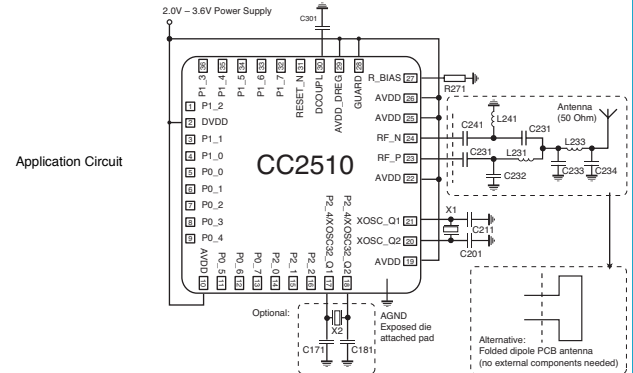 2.0V – 3.6V Power Supply
C301
36 P1_3
35 P1_4
34 P1_5
33 P1_6
32 P1_7
31 RESET_N
30 DCOUPL
29 AVDD_DREG
28 GUARD
R_BIAS 27
R271
1 P1_2
AVDD 26
2 DVDD
AVDD 25
3 P1_1
RF_N 24
4 P1_0
RF_P 23
5 P0_0
AVDD 22
6 P0_1
7 P0_2
8 P0_3
XOSC_Q1 21
9 P0_4
XOSC_Q2 20
AVDD 19
CC2510
Application Circuit
10 AVDD
11 P0_5
12 P0_6
13 P0_7
14 P2_0
15 P2_1
16 P2_2
17 P2_4/XOSC32_Q1
18 P2_4/XOSC32_Q2
Antenna
(50 Ohm)
L241
C241
C231
L233
C231
L231
C232
C233
C234
X1
C211
C201
Optional:
X2
C171
C181
AGND
Exposed die
attached pad
Alternative:
Folded dipole PCB antenna
(no external components needed)